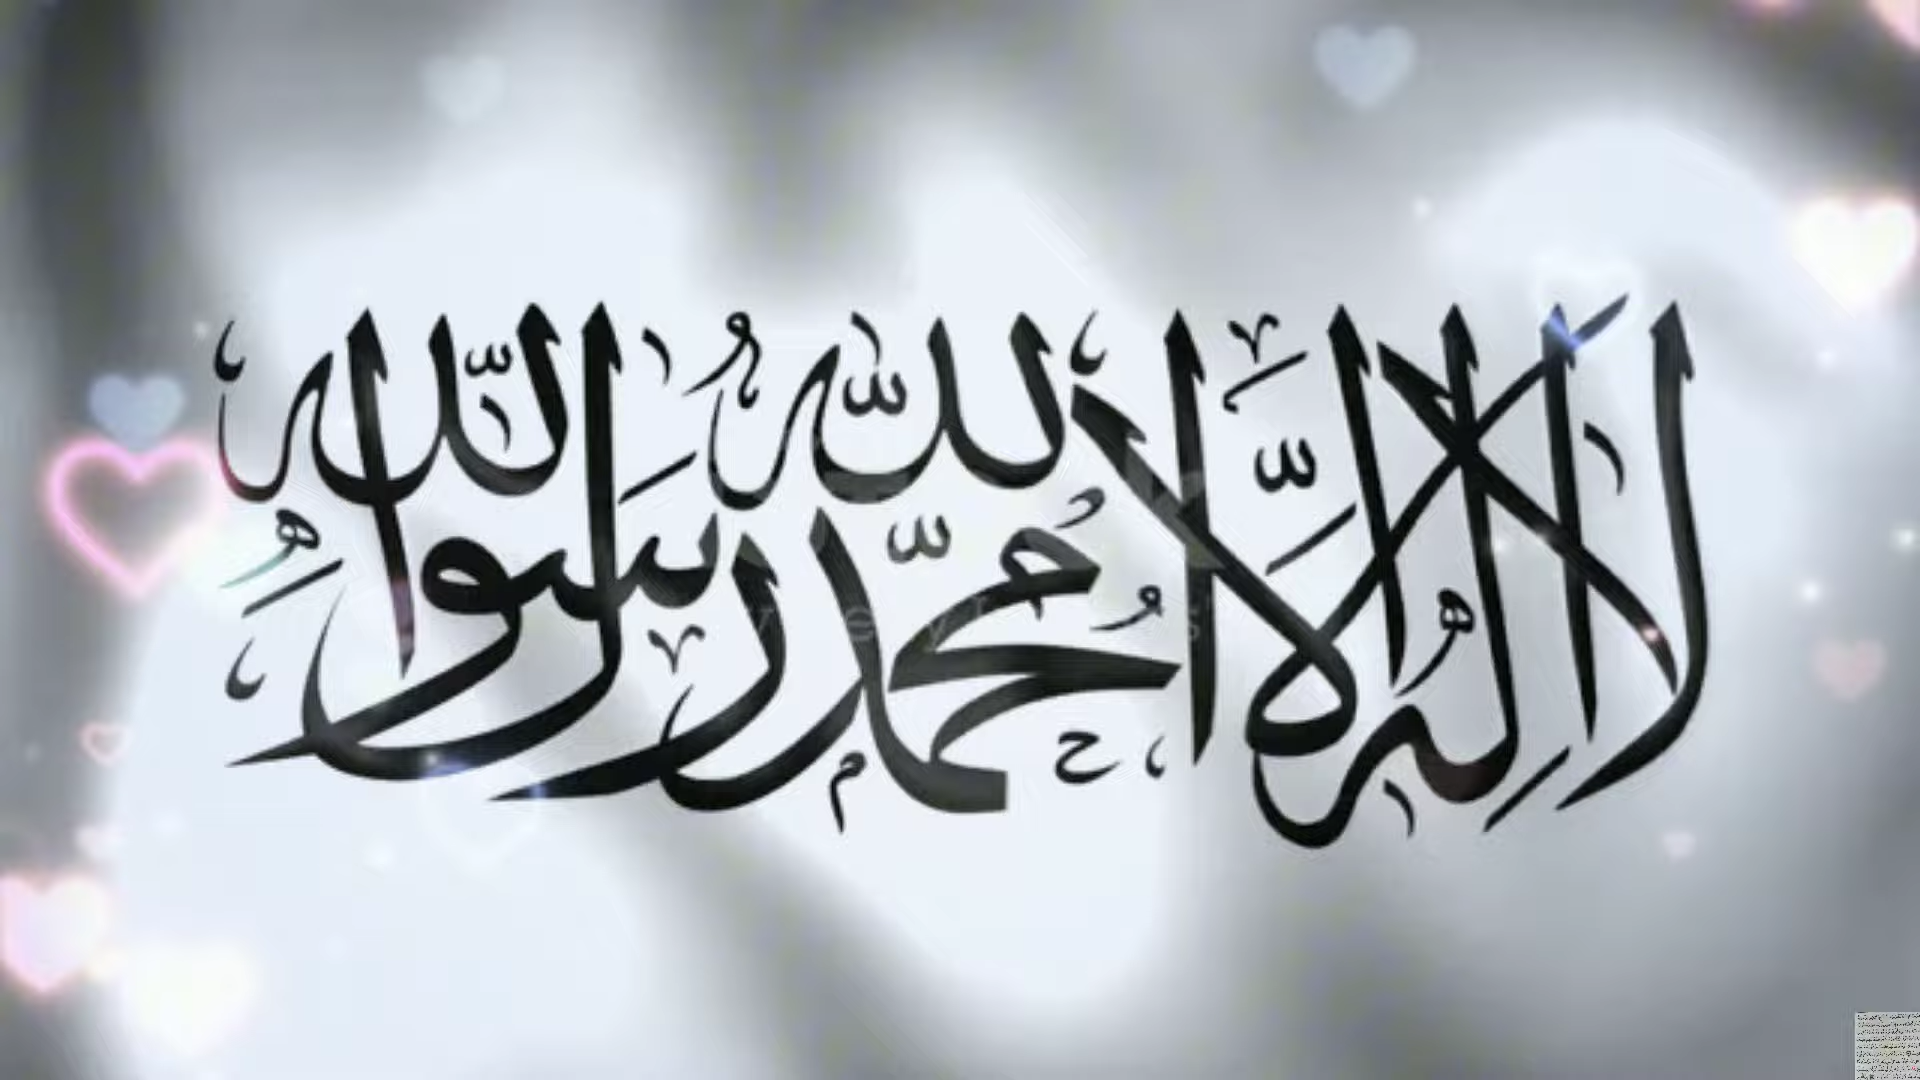 لا إله إلا الله محمد رسول الله